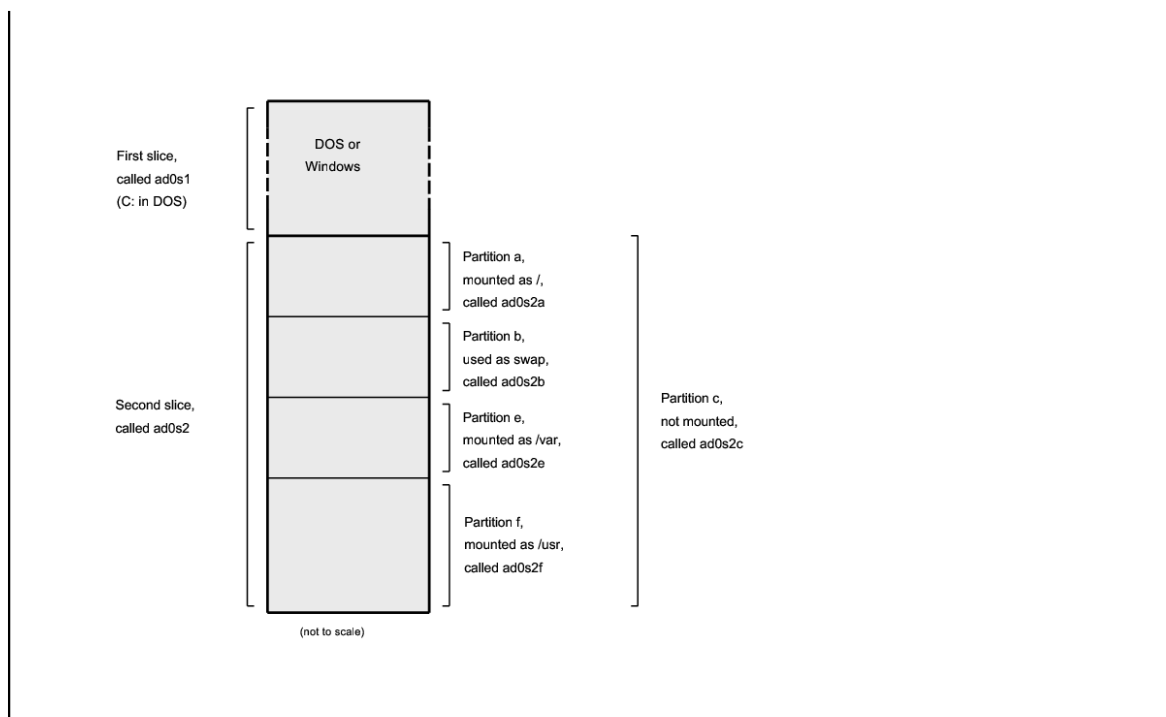 DOS or
Windows
First slice,
called ad0s1
(C: in DOS)
Partition a,
mounted as /,
called ad0s2a
Partition b,
used as swap,
called ad0s2b
Second slice,
called ad0s2
Partition e,
mounted as /var,
called ad0s2e
Partition c,
not mounted,
called ad0s2c
Partition f,
mounted as /usr,
called ad0s2f
(not to scale)